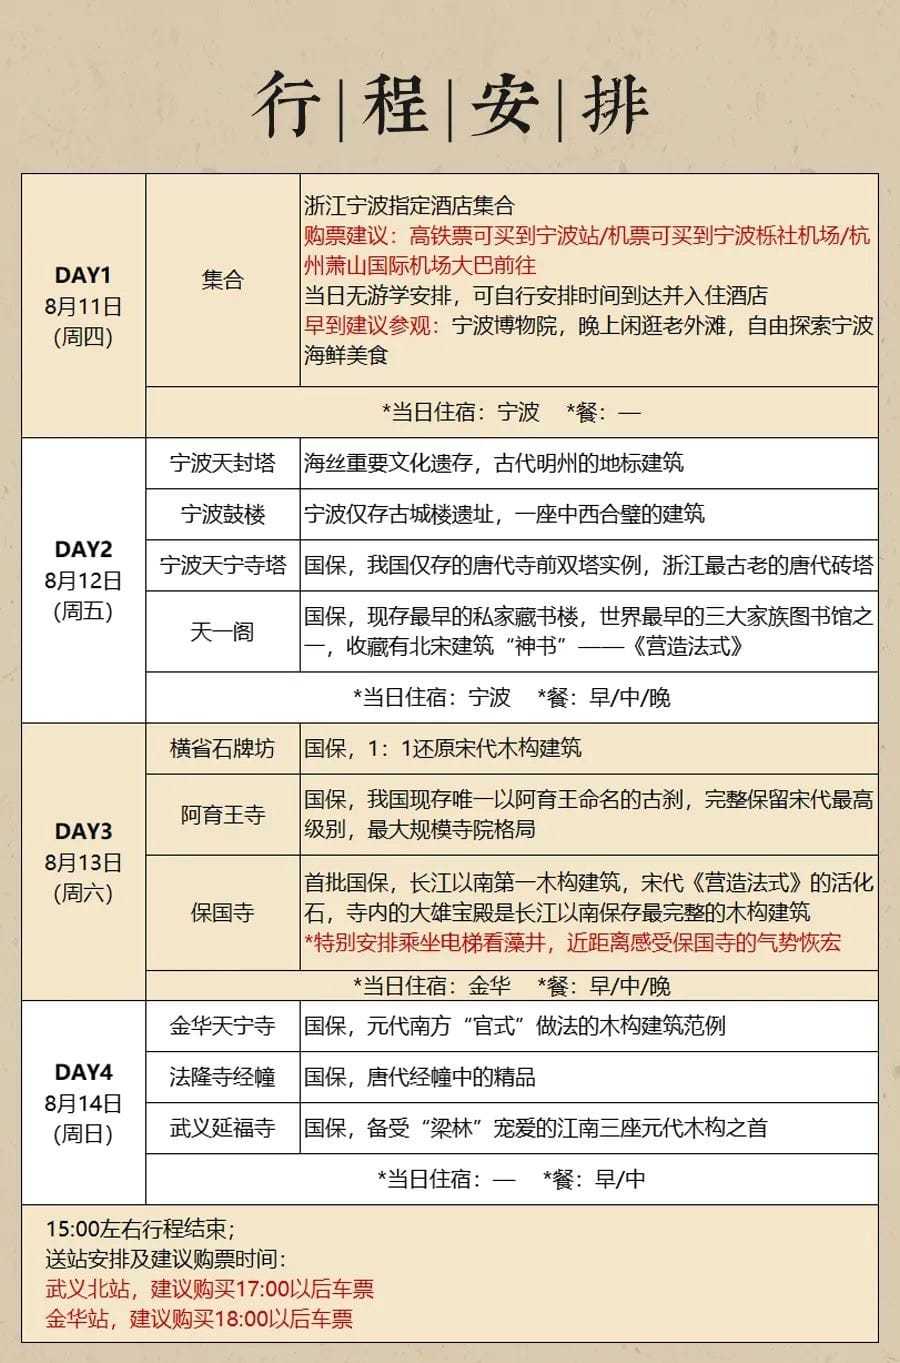 行|程|安|排
DAY1
8月11日
(周四)
集合
浙江宁波指定酒店集合
购票建议：高铁票可买到宁波站/机票可买到宁波栎社机场/杭
州萧山国际机场大巴前往
当日无游学安排，可自行安排时间到达并入住酒店
早到建议参观：宁波博物院，晚上闲逛老外滩，自由探索宁波
海鲜美食
*当日住宿：宁波 *餐：—
DAY2
8月12日
(周五)
宁波天封塔
海丝重要文化遗存，古代明州的地标建筑
宁波鼓楼
宁波仅存古城楼遗址，一座中西合璧的建筑
宁波天宁寺塔
国保，我国仅存的唐代寺前双塔实例，浙江最古老的唐代砖塔
天一阁
国保，现存最早的私家藏书楼，世界最早的三大家族图书馆之
一，收藏有北宋建筑“神书”——《营造法式》
*当日住宿：宁波 *餐：早/中/晚
DAY3
8月13日
(周六)
横省石牌坊
国保，1：1还原宋代木构建筑
阿育王寺
国保，我国现存唯一以阿育王命名的古刹，完整保留宋代最高
级别，最大规模寺院格局
保国寺
首批国保，长江以南第一木构建筑，宋代《营造法式》的活化
石，寺内的大雄宝殿是长江以南保存最完整的木构建筑
*特别安排乘坐电梯看藻井，近距离感受保国寺的气势恢宏
*当日住宿：金华 *餐：早/中/晚
DAY4
8月14日
(周日)
金华天宁寺
国保，元代南方“官式”做法的木构建筑范例
法隆寺经幢
国保，唐代经幢中的精品
武义延福寺
国保，备受“梁林”宠爱的江南三座元代木构之首
*当日住宿：— *餐：早/中
15:00左右行程结束；
送站安排及建议购票时间：
武义北站，建议购买17:00以后车票
金华站，建议购买18:00以后车票